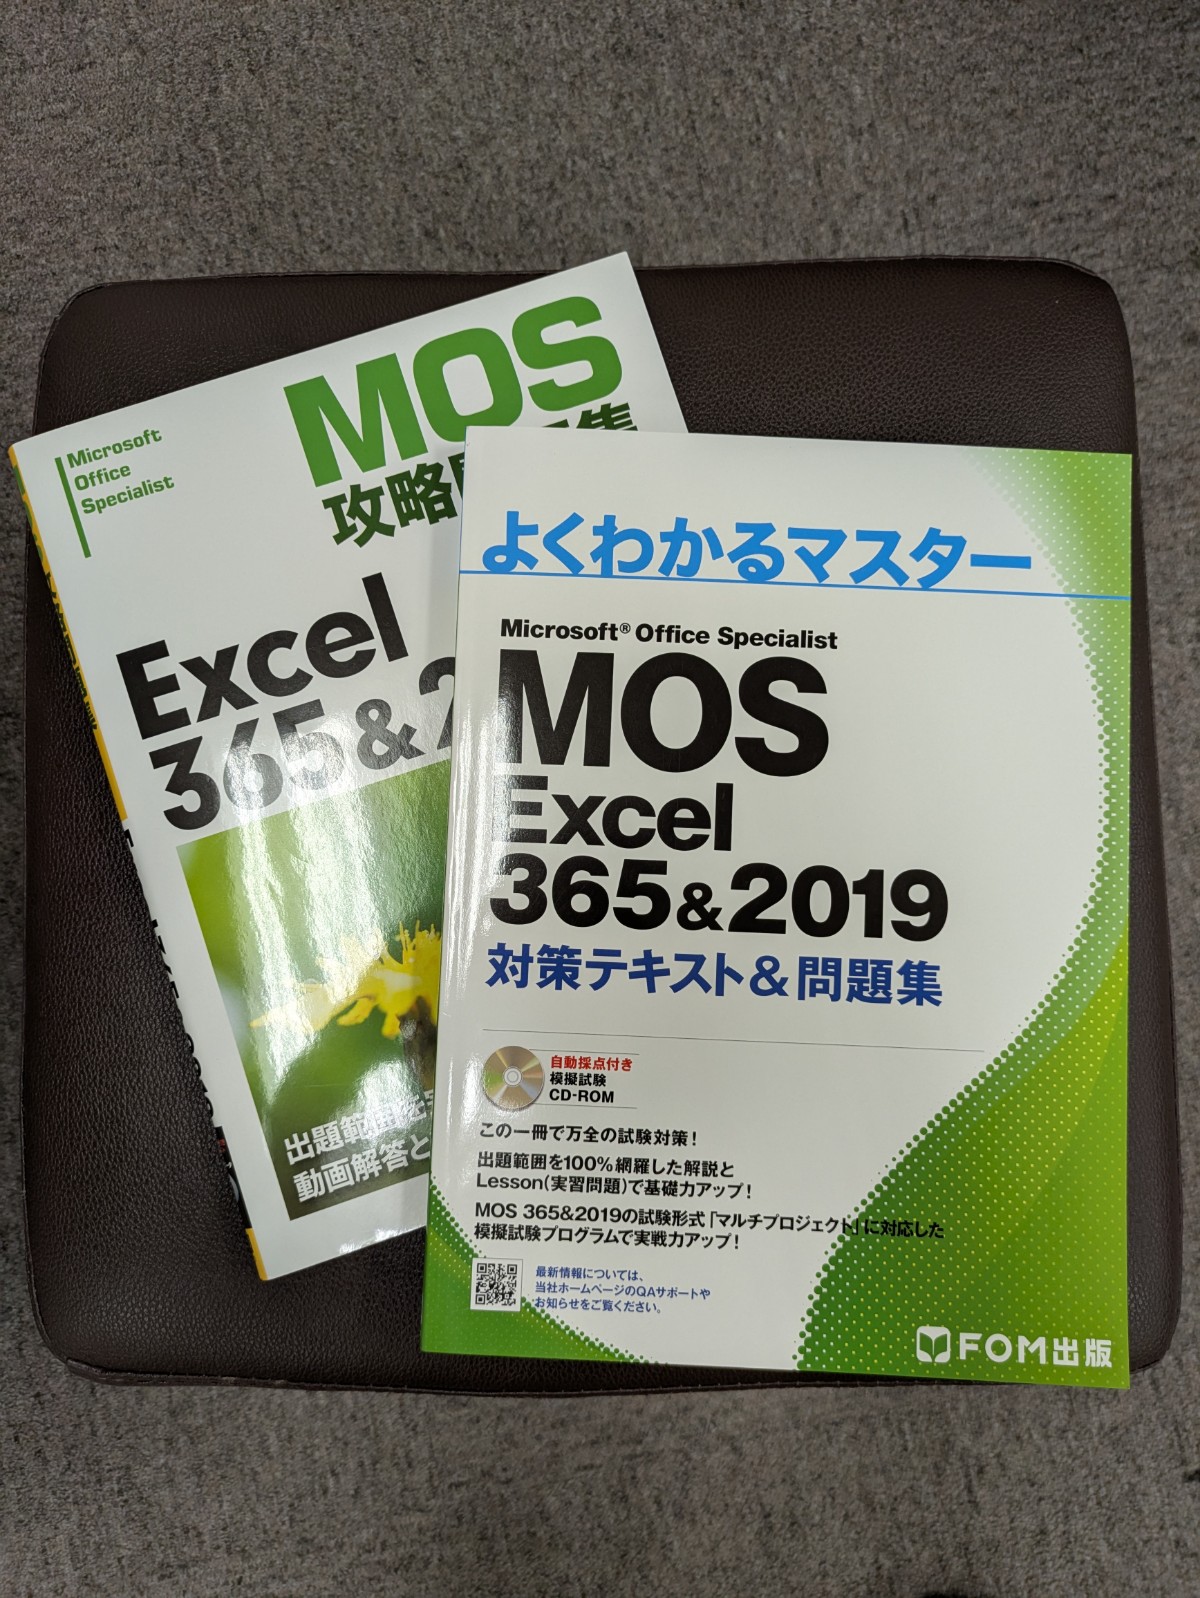 Microsoft
Office
Specialist
MOS
攻略
Excel
365&2
出題範囲を
動画解答と
よくわかるマスター
Microsoft® Office Specialist
MOS
Excel
365&2019
対策テキスト&問題集
自動採点付き
模擬試験
CD-ROM
この一冊で万全の試験対策！
出題範囲を100%網羅した解説と
Lesson(実習問題)で基礎力アップ！
MOS 365&2019の試験形式「マルチプロジェクト」に対応した
模擬試験プログラムで実戦力アップ！
最新情報については、
当社ホームページのQAサポートや
お知らせをご覧ください。
FOM出版